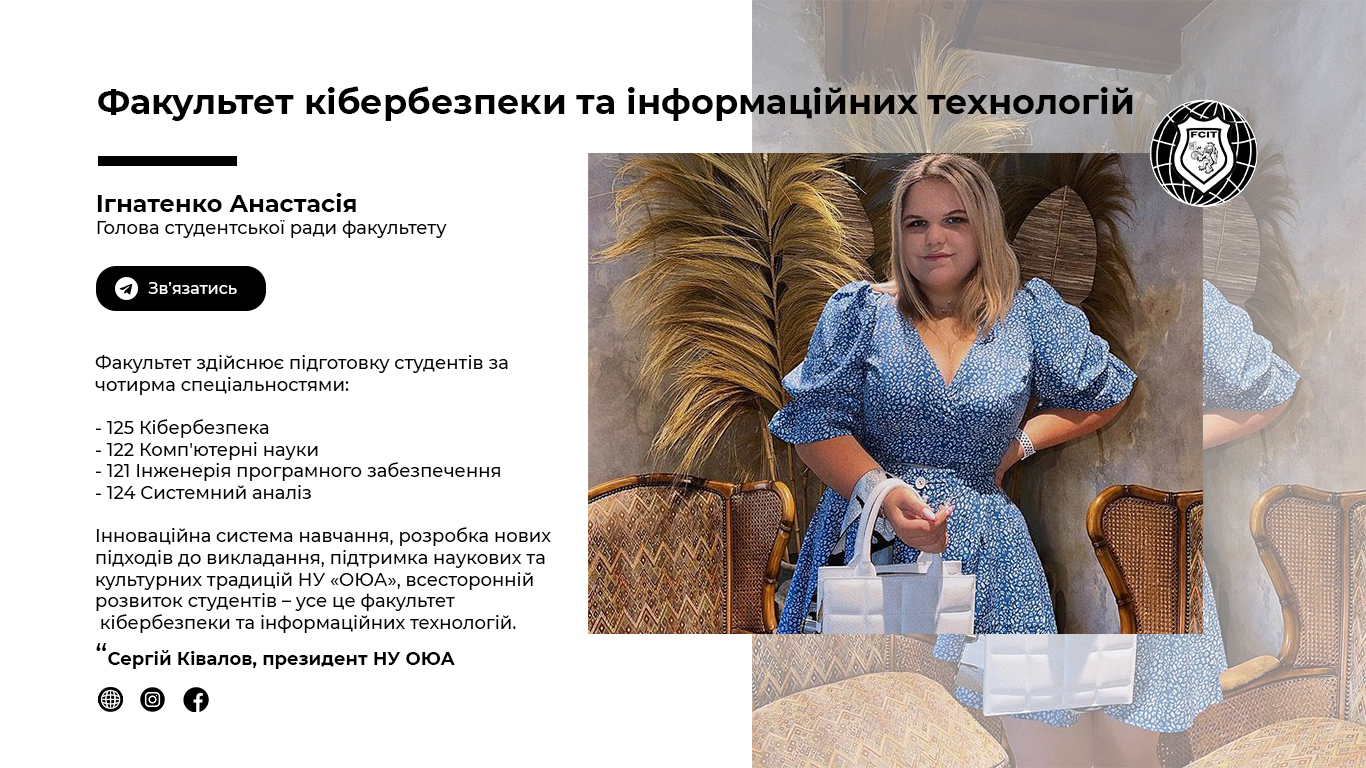 Факультет кібербезпеки та інформаційних технологій
FCIT
Ігнатенко Анастасія
Голова студентської ради факультету
Зв’язатись
Факультет здійснює підготовку студентів за
чотирма спеціальностями:
- 125 Кібербезпека
- 122 Комп'ютерні науки
- 121 Інженерія програмного забезпечення
- 124 Системний аналіз
Інноваційна система навчання, розробка нових
підходів до викладання, підтримка наукових та
культурних традицій НУ «ОЮА», всесторонній
розвиток студентів – усе це факультет
кібербезпеки та інформаційних технологій.
“Сергій Ківалов, президент НУ ОЮА